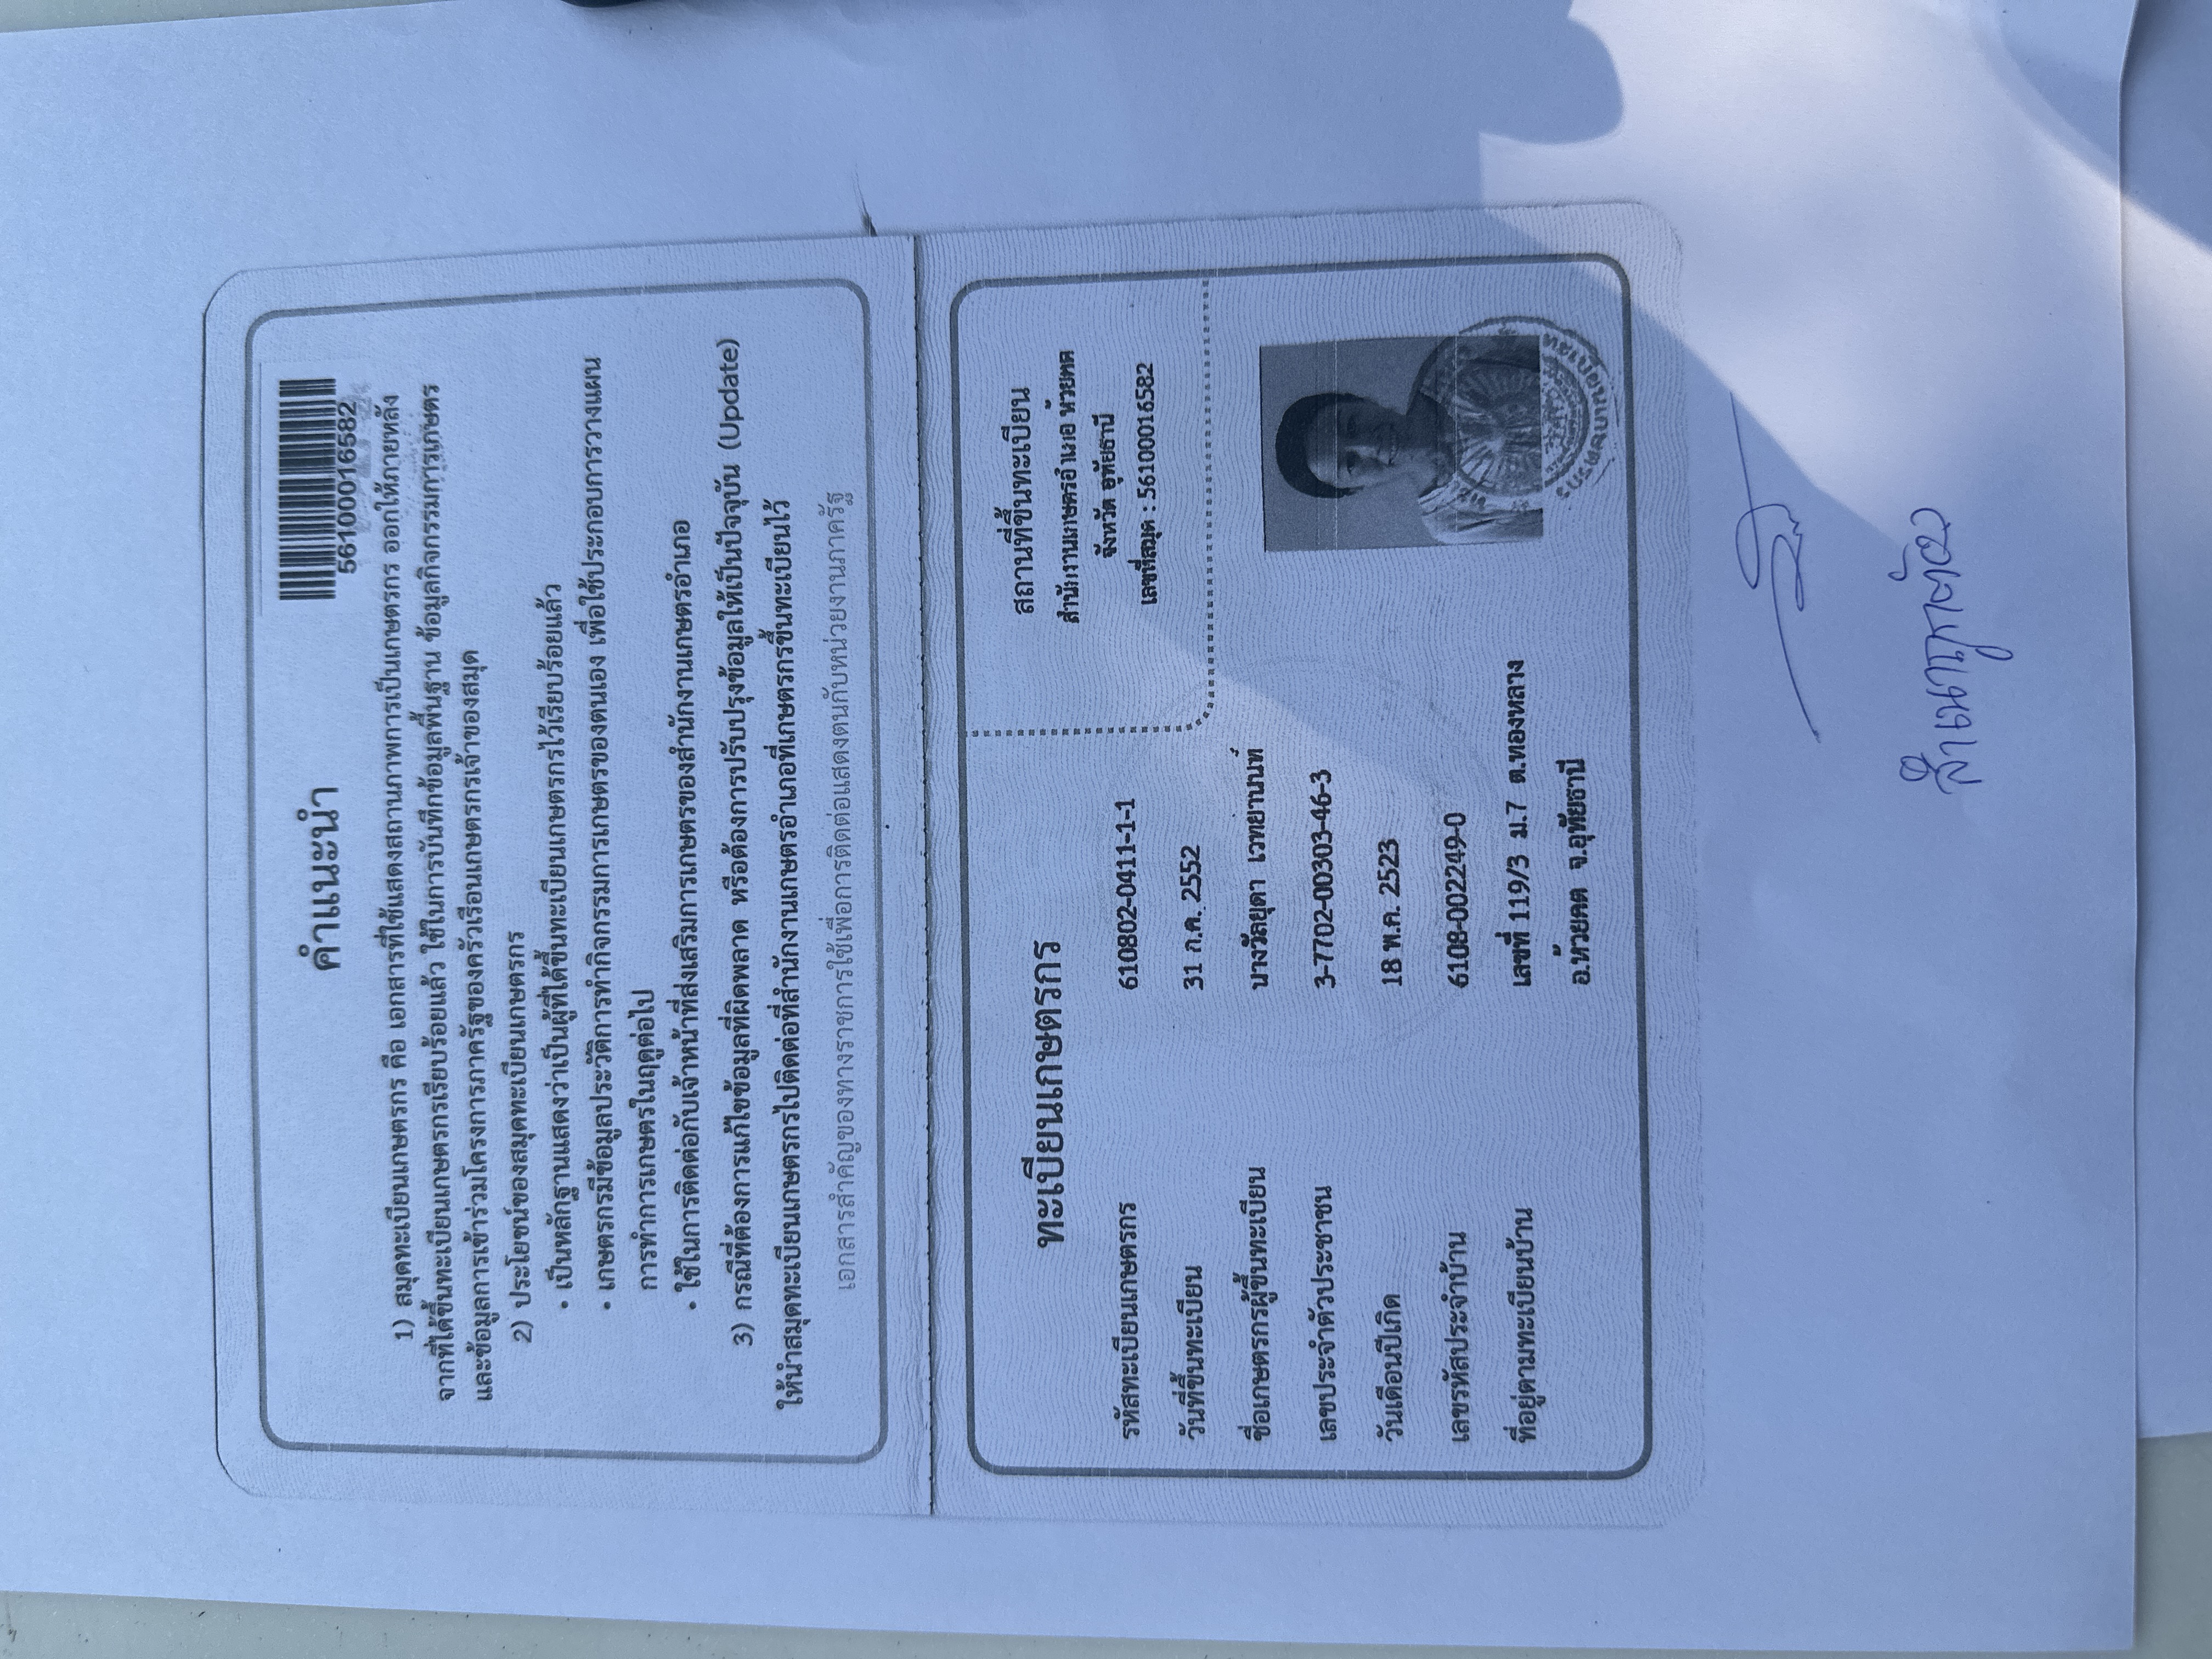 คำแนะนำ
56100016582
1) สมุดทะเบียนเกษตรกร คือ เอกสารที่ใช้แสดงสถานภาพการเป็นเกษตรกร ออกให้ภายหลัง
จากที่ได้ขึ้นทะเบียนเกษตรกรเรียบร้อยแล้ว ใช้ในการบันทึกข้อมูลพื้นฐาน ข้อมูลกิจกรรมการเกษตร
และข้อมูลการเข้าร่วมโครงการภาครัฐของครัวเรือนเกษตรกรเจ้าของสมุด
2) ประโยชน์ของสมุดทะเบียนเกษตรกร
• เป็นหลักฐานแสดงว่าเป็นผู้ที่ได้ขึ้นทะเบียนเกษตรกรไว้เรียบร้อยแล้ว
• เกษตรกรมีข้อมูลประวัติการทำกิจกรรมการเกษตรของตนเอง เพื่อใช้ประกอบการวางแผน
การทำการเกษตรในฤดูต่อไป
• ใช้ในการติดต่อกับเจ้าหน้าที่ส่งเสริมการเกษตรของสำนักงานเกษตรอำเภอ
3) กรณีที่ต้องการแก้ไขข้อมูลที่ผิดพลาด หรือต้องการปรับปรุงข้อมูลให้เป็นปัจจุบัน (Update)
ให้นำสมุดทะเบียนเกษตรกรไปติดต่อที่สำนักงานเกษตรอำเภอที่เกษตรกรขึ้นทะเบียนไว้
เอกสารสำคัญของทางราชการใช้เพื่อการติดต่อแสดงตนกับหน่วยงานภาครัฐ
ทะเบียนเกษตรกร
สถานที่ขึ้นทะเบียน
สำนักงานเกษตรอำเภอ ห้วยคต
จังหวัด อุทัยธานี
เลขที่สมุด : 56100016582
รหัสทะเบียนเกษตรกร 610802-0411-1-1
วันที่ขึ้นทะเบียน 31 ก.ค. 2552
ชื่อเกษตรกรผู้ขึ้นทะเบียน นางวัลยุดา เวทยานนท์
เลขประจำตัวประชาชน 3-7702-00303-46-3
วันเดือนปีเกิด 18 พ.ค. 2523
เลขรหัสประจำบ้าน 6108-002249-0
ที่อยู่ตามทะเบียนบ้าน เลขที่ 119/3 ม.7 ต.ทองหลาง
อ.ห้วยคต จ.อุทัยธานี
สำเนาถูกต้อง